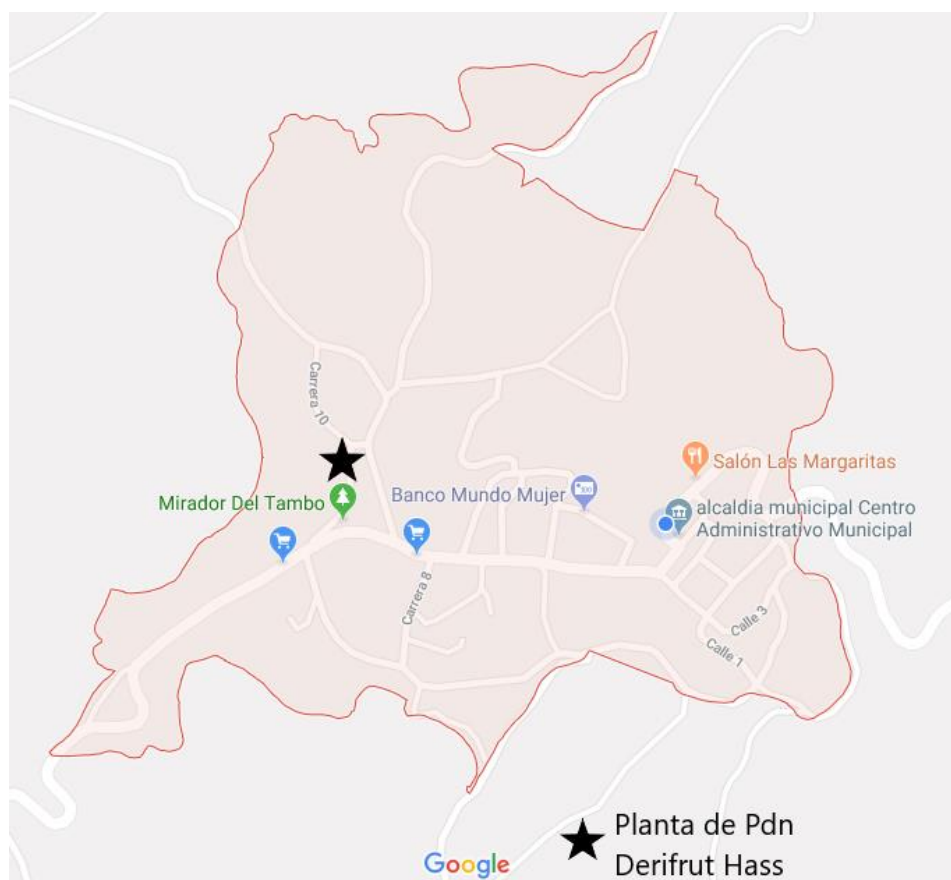 Carrera 10
Mirador Del Tambo
Banco Mundo Mujer
Salón Las Margaritas
alcaldia municipal Centro
Administrativo Municipal
Carrera 8
Calle 3
Calle 1
Google
Planta de Pdn
Derifrut Hass